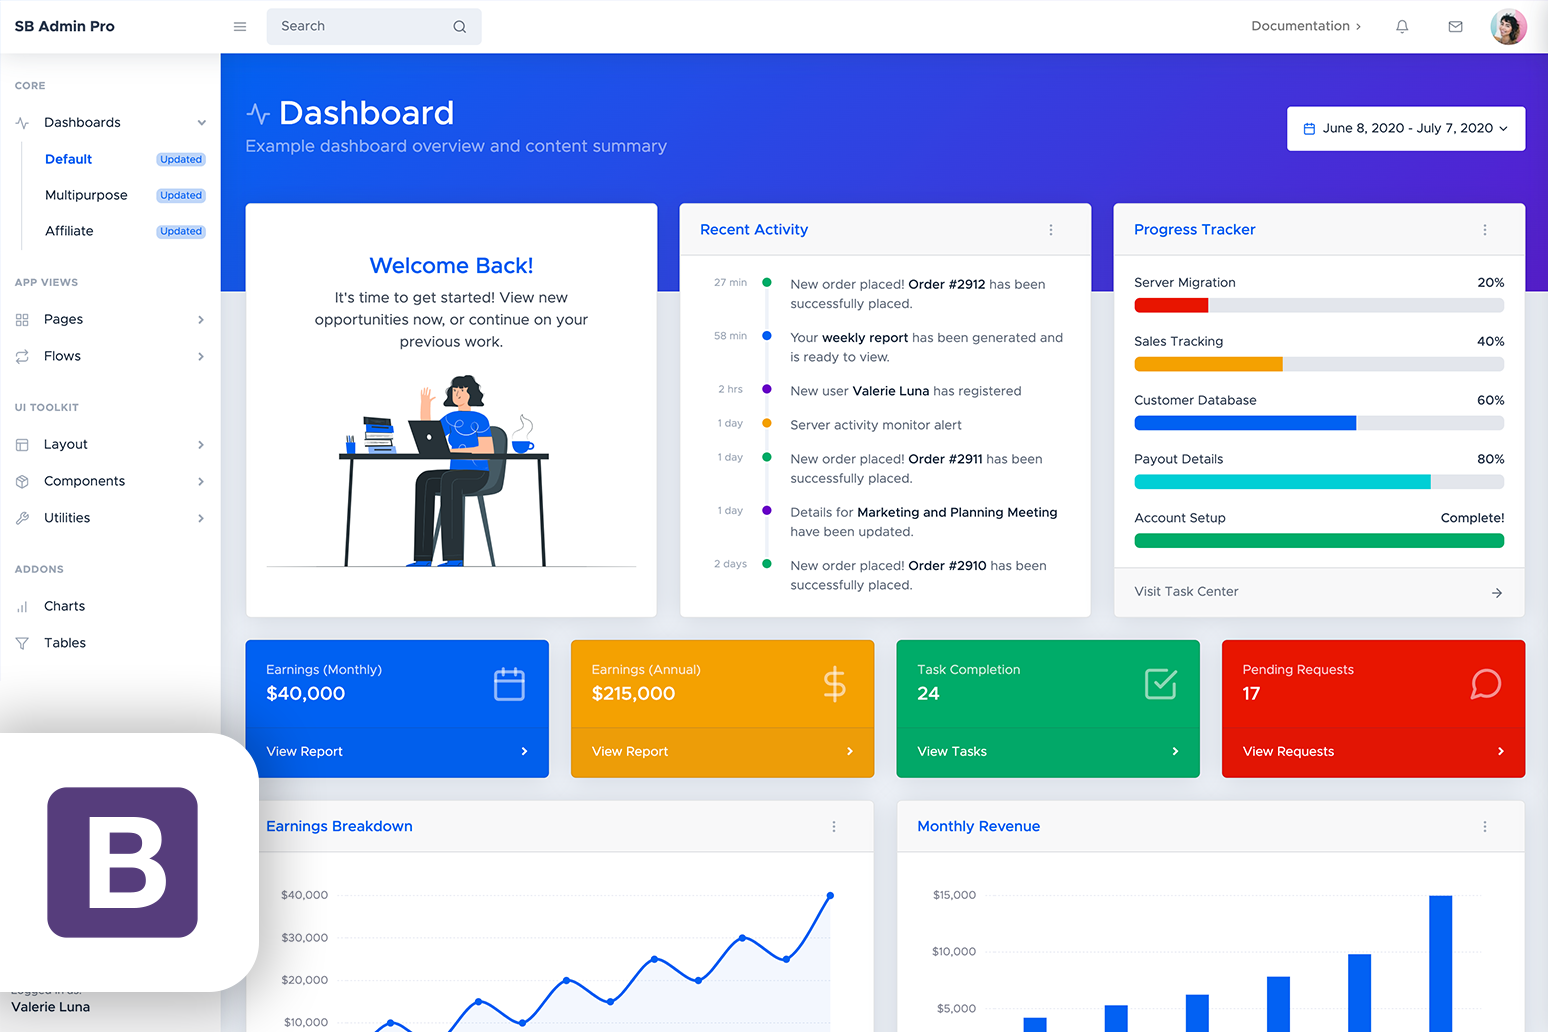 SB Admin Pro
Search
Documentation
CORE
Dashboards
Default
Updated
Multipurpose
Updated
Affiliate
Updated
APP VIEWS
Pages
Flows
UI TOOLKIT
Layout
Components
Utilities
ADDONS
Charts
Tables
Logged in as:
Valerie Luna
B
Dashboard
Example dashboard overview and content summary
June 8, 2020 - July 7, 2020
Welcome Back!
It's time to get started! View new
opportunities now, or continue on your
previous work.
Recent Activity
27 min
New order placed! Order #2912 has been
successfully placed.
58 min
Your weekly report has been generated and
is ready to view.
2 hrs
New user Valerie Luna has registered
1 day
Server activity monitor alert
1 day
New order placed! Order #2911 has been
successfully placed.
1 day
Details for Marketing and Planning Meeting
have been updated.
2 days
New order placed! Order #2910 has been
successfully placed.
Progress Tracker
Server Migration 20%
Sales Tracking 40%
Customer Database 60%
Payout Details 80%
Account Setup Complete!
Visit Task Center
Earnings (Monthly)
$40,000
View Report
Earnings (Annual)
$215,000
View Report
Task Completion
24
View Tasks
Pending Requests
17
View Requests
Earnings Breakdown
$40,000
$30,000
$20,000
$10,000
Monthly Revenue
$15,000
$10,000
$5,000